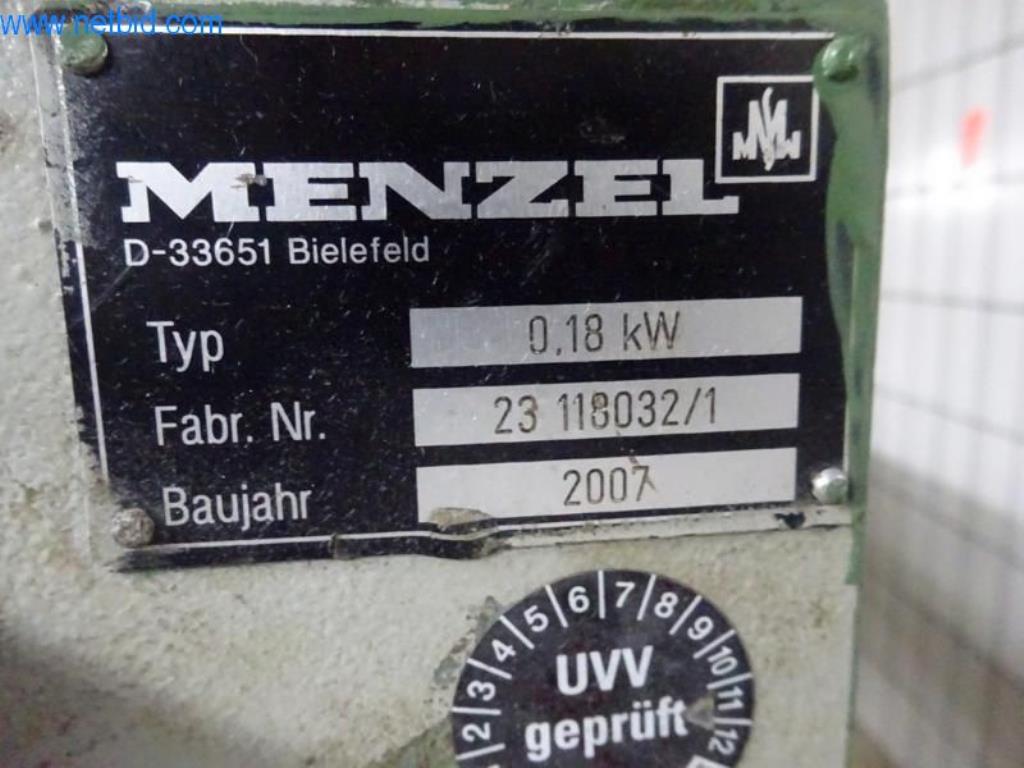 www.netbid.com
MSW
MENZEL
D-33651 Bielefeld
Typ 0,18 kW
Fabr. Nr. 23 118032/1
Baujahr 2007
2 3 4 5 6 7 8 9 10 11 12
UVV
geprüft